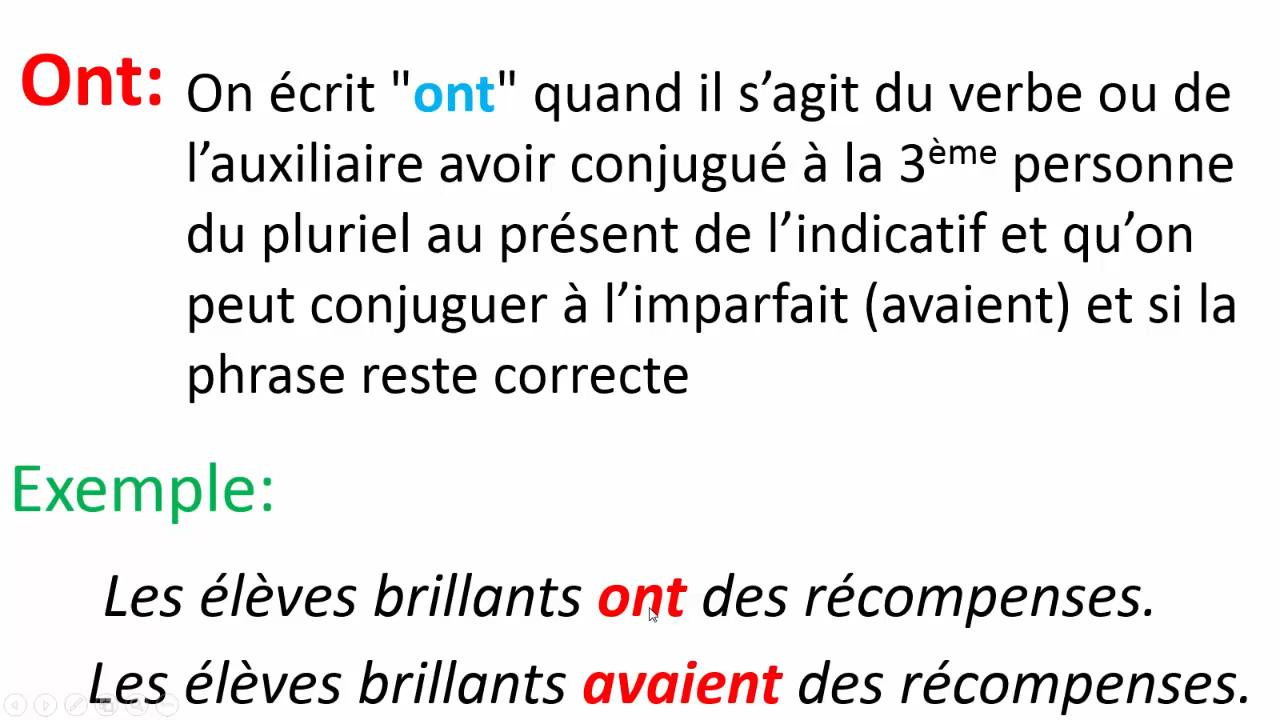 Ont: On écrit "ont" quand il s’agit du verbe ou de
l’auxiliaire avoir conjugué à la 3ème personne
du pluriel au présent de l’indicatif et qu’on
peut conjuguer à l’imparfait (avaient) et si la
phrase reste correcte
Exemple:
Les élèves brillants ont des récompenses.
Les élèves brillants avaient des récompenses.